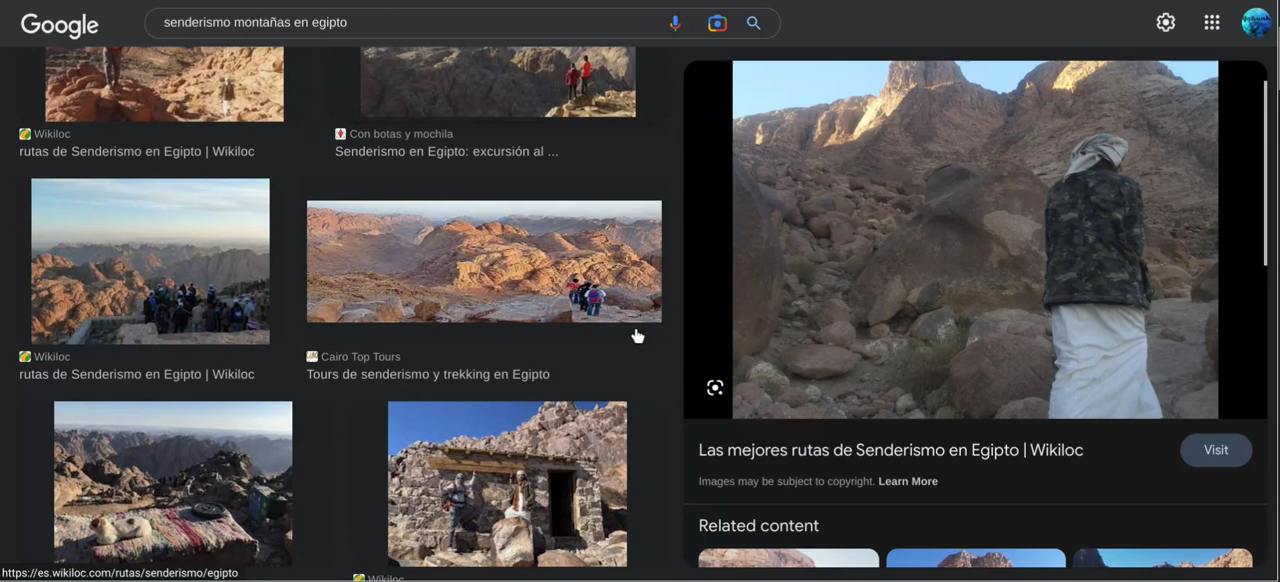 Google
senderismo montañas en egipto
Wikiloc
rutas de Senderismo en Egipto | Wikiloc
Con botas y mochila
Senderismo en Egipto: excursión al ...
Wikiloc
rutas de Senderismo en Egipto | Wikiloc
Cairo Top Tours
Tours de senderismo y trekking en Egipto
Wikiloc
Las mejores rutas de Senderismo en Egipto | Wikiloc
Visit
Images may be subject to copyright. Learn More
Related content
https://es.wikiloc.com/rutas/senderismo/egipto